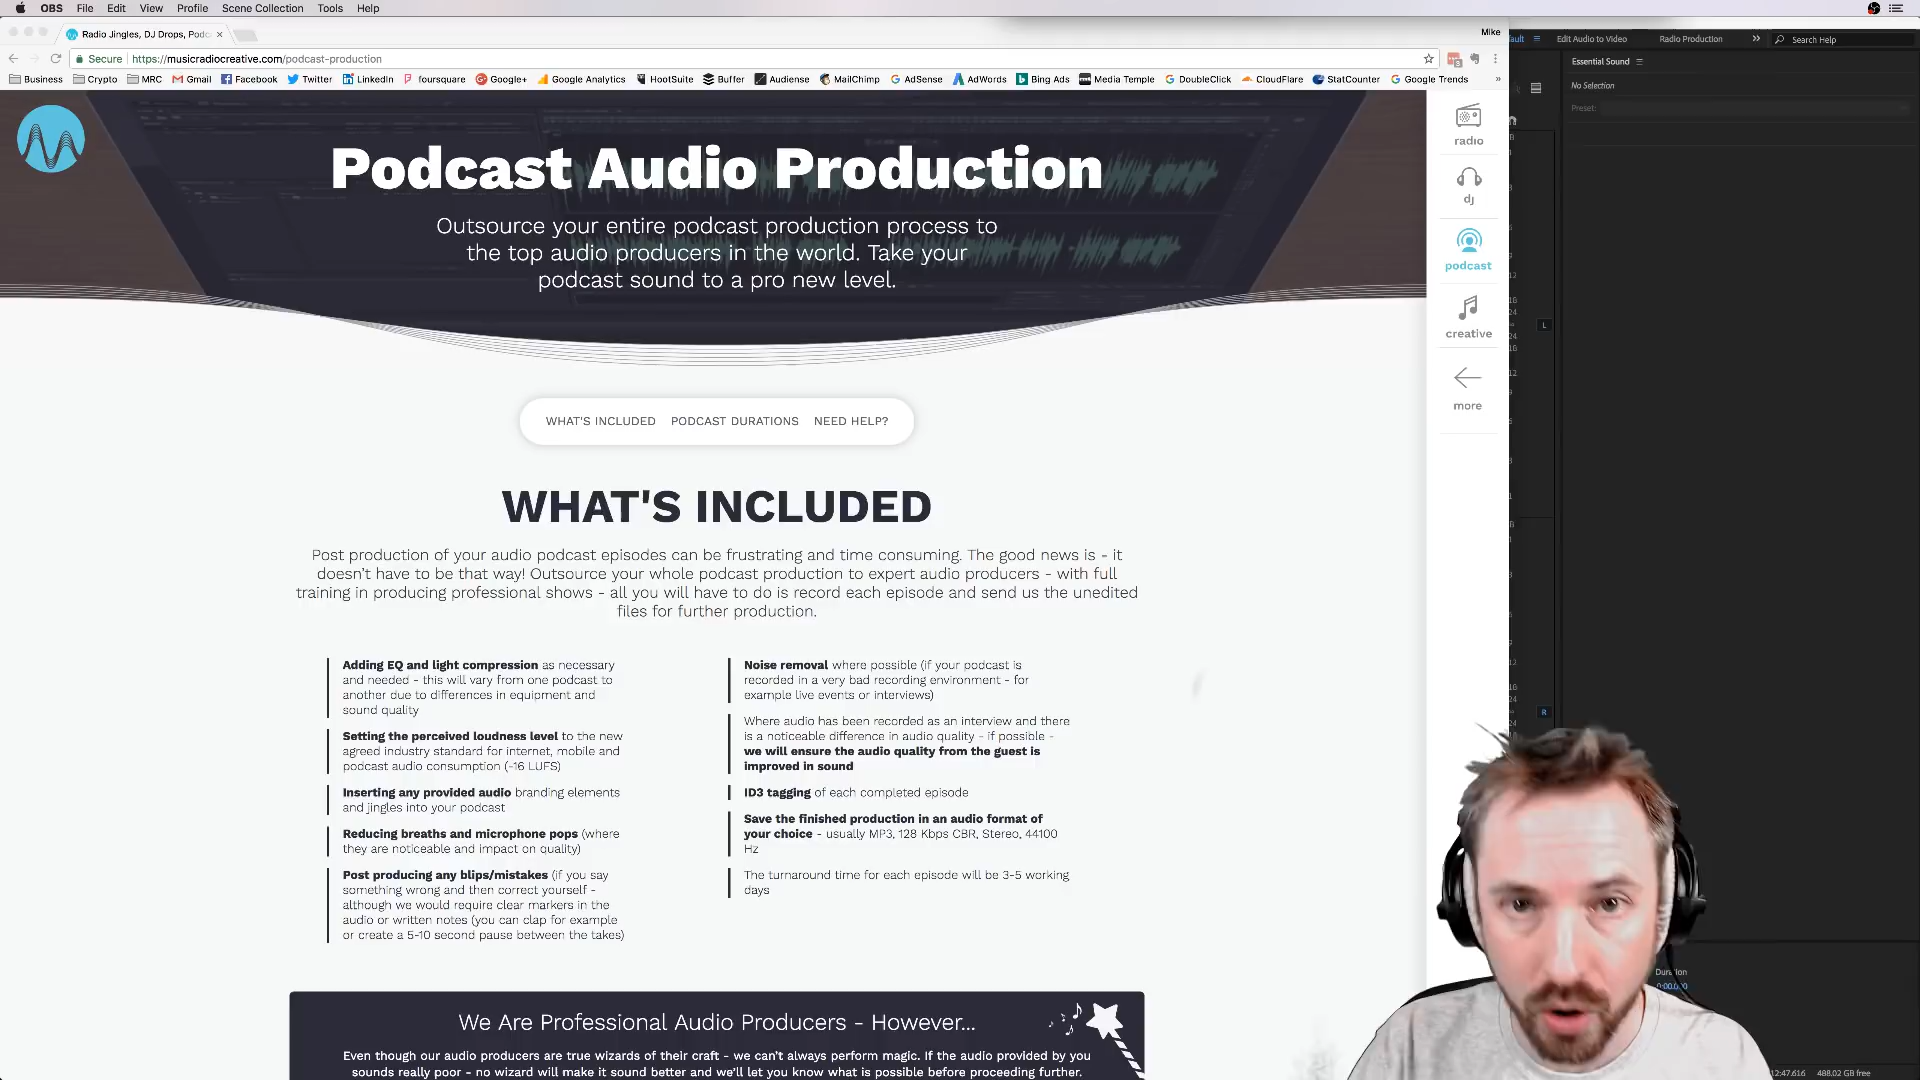 OBS File Edit View Profile Scene Collection Tools Help
Radio Jingles, DJ Drops, Podc
Mike
Secure https://musicradiocreative.com/podcast-production
Business Crypto MRC Gmail Facebook Twitter LinkedIn foursquare Google+ Google Analytics HootSuite Buffer Audiense MailChimp AdSense AdWords Bing Ads Media Temple DoubleClick CloudFlare StatCounter Google Trends
Podcast Audio Production
Outsource your entire podcast production process to
the top audio producers in the world. Take your
podcast sound to a pro new level.
radio
dj
podcast
creative
more
WHAT'S INCLUDED PODCAST DURATIONS NEED HELP?
WHAT'S INCLUDED
Post production of your audio podcast episodes can be frustrating and time consuming. The good news is - it
doesn't have to be that way! Outsource your whole podcast production to expert audio producers - with full
training in producing professional shows - all you will have to do is record each episode and send us the unedited
files for further production.
Adding EQ and light compression as necessary
and needed - this will vary from one podcast to
another due to differences in equipment and
sound quality
Setting the perceived loudness level to the new
agreed industry standard for internet, mobile and
podcast audio consumption (-16 LUFS)
Inserting any provided audio branding elements
and jingles into your podcast
Reducing breaths and microphone pops (where
they are noticeable and impact on quality)
Post producing any blips/mistakes (if you say
something wrong and then correct yourself -
although we would require clear markers in the
audio or written notes (you can clap for example
or create a 5-10 second pause between the takes)
Noise removal where possible (if your podcast is
recorded in a very bad recording environment - for
example live events or interviews)
Where audio has been recorded as an interview and there
is a noticeable difference in audio quality - if possible -
we will ensure the audio quality from the guest is
improved in sound
ID3 tagging of each completed episode
Save the finished production in an audio format of
your choice - usually MP3, 128 Kbps CBR, Stereo, 44100
Hz
The turnaround time for each episode will be 3-5 working
days
We Are Professional Audio Producers - However...
Even though our audio producers are true wizards of their craft - we can't always perform magic. If the audio provided by you
sounds really poor - no wizard will make it sound better and we'll let you know what is possible before proceeding further.
Edit Audio to Video Radio Production Search Help
Essential Sound
No Selection
Preset:
L
R
Duration
0:00.000
12:47.616 488.02 GB free